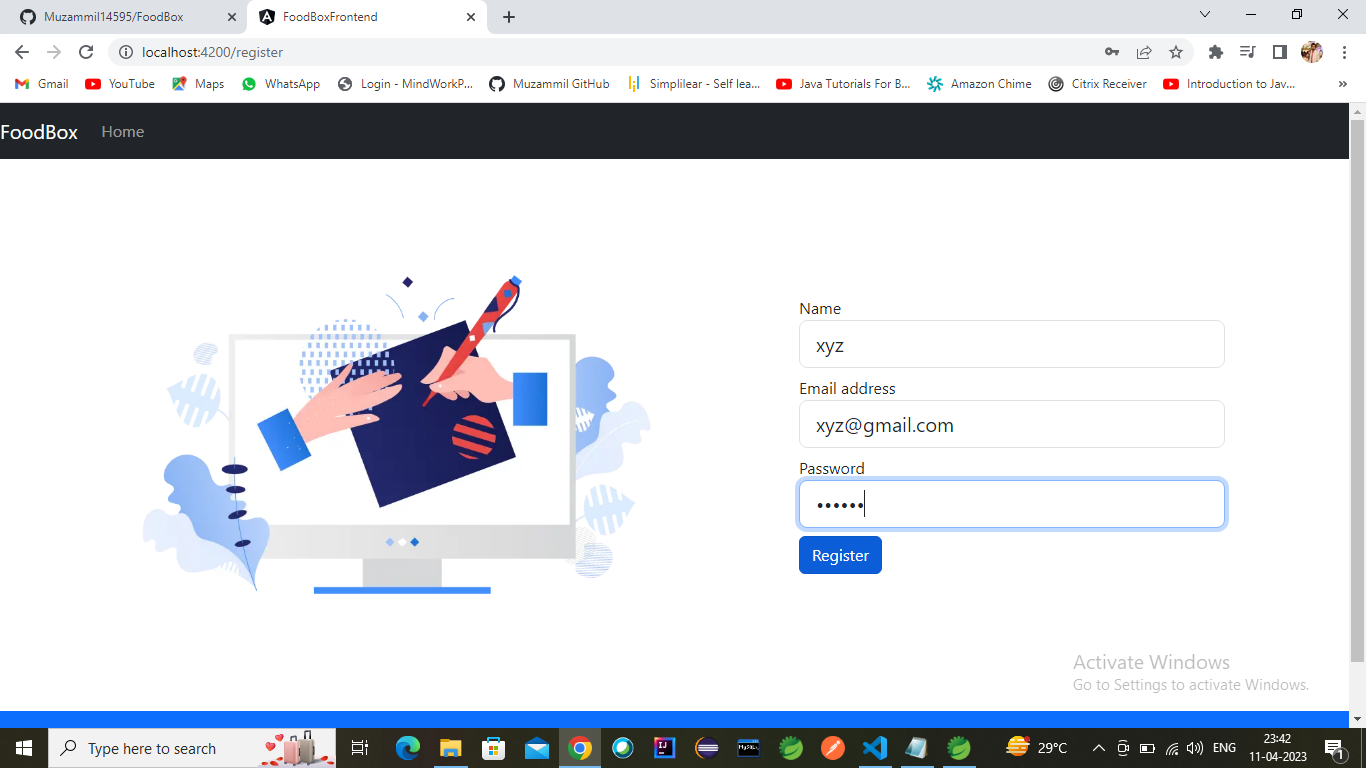 Muzammil14595/FoodBox
FoodBoxFrontend
localhost:4200/register
Gmail YouTube Maps WhatsApp Login - MindWorkP... Muzammil GitHub Simplilear - Self lea... Java Tutorials For B... Amazon Chime Citrix Receiver Introduction to Jav... »
FoodBox Home
Name
xyz
Email address
xyz@gmail.com
Password
••••••
Register
Activate Windows
Go to Settings to activate Windows.
Type here to search
29°C
ENG
23:42
11-04-2023
1